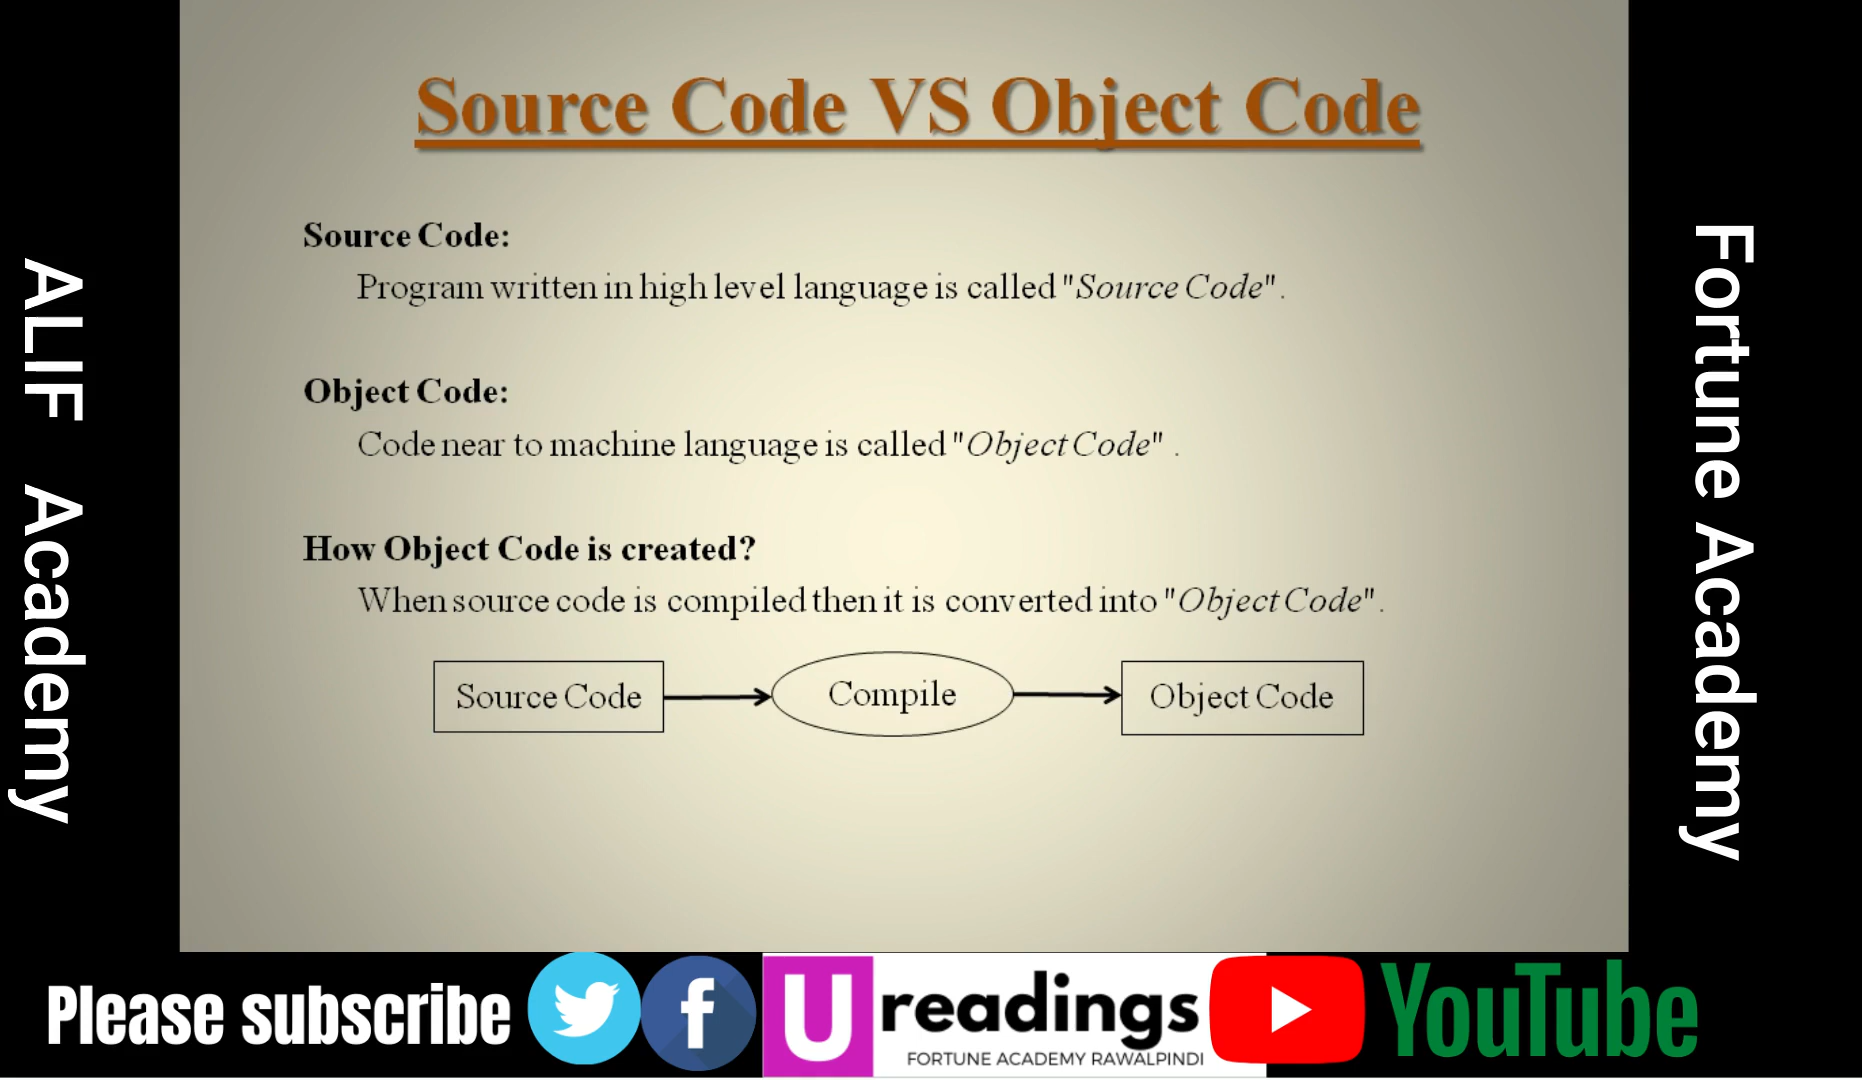 Source Code VS Object Code
Source Code:
Program written in high level language is called "Source Code".
Object Code:
Code near to machine language is called "Object Code" .
How Object Code is created?
When source code is compiled then it is converted into "Object Code".
Source Code
Compile
Object Code
ALIF Academy
Fortune Academy
Please subscribe
f
U readings
FORTUNE ACADEMY RAWALPINDI
YouTube